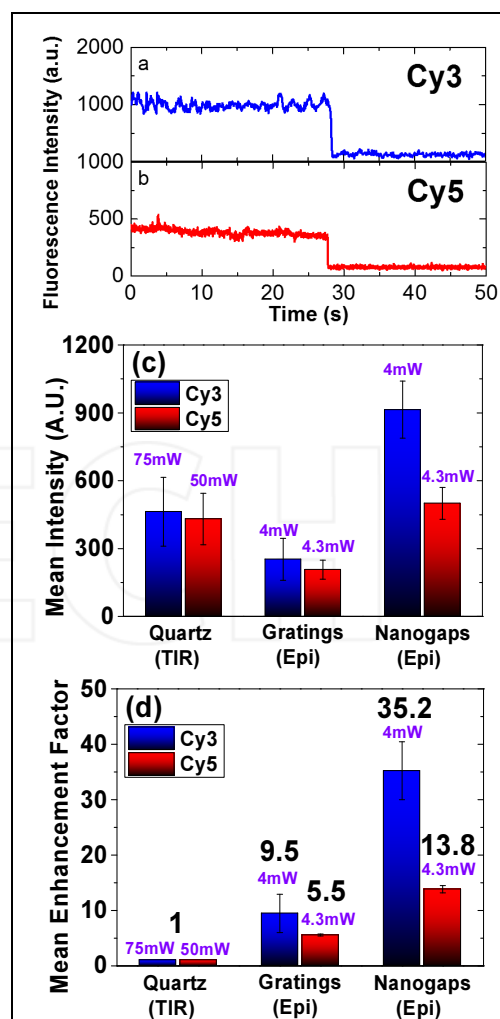 Fluorescence Intensity (a.u.)
2000
a
Cy3
1000
1000
b
Cy5
500
0
0 10 20 30 40 50
Time (s)
1200
(c)
Cy3
Cy5
4mW
900
75mW 50mW
4.3mW
600
4mW
4.3mW
300
0
Mean Intensity (A.U.)
Quartz Gratings Nanogaps
(TIR) (Epi) (Epi)
50
(d)
Cy3
Cy5
35.2
4mW
40
30
Mean Enhancement Factor
20
9.5
13.8
4mW
5.5
4.3mW
4.3mW
10
1
75mW 50mW
0
Quartz Gratings Nanogaps
(TIR) (Epi) (Epi)